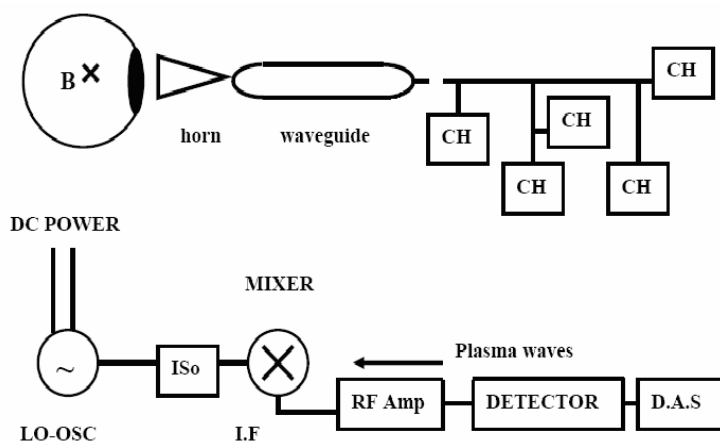 B
CH
horn
waveguide
CH
CH
CH
CH
DC POWER
MIXER
Plasma waves
~
ISo
RF Amp
DETECTOR
D.A.S
LO-OSC
I.F